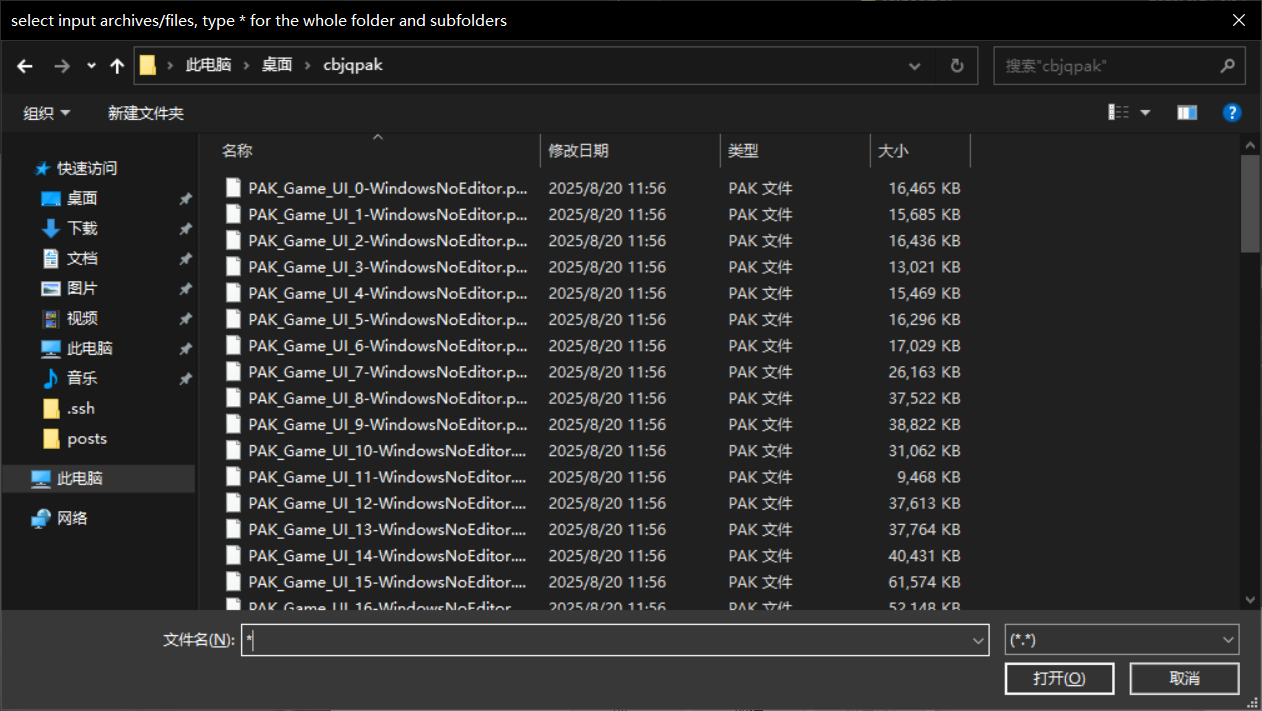 select input archives/files, type * for the whole folder and subfolders
此电脑 › 桌面 › cbjqpak
搜索"cbjqpak"
组织
新建文件夹
名称 修改日期 类型 大小
快速访问
桌面
下载
文档
图片
视频
此电脑
音乐
.ssh
posts
此电脑
网络
PAK_Game_UI_0-WindowsNoEditor.p... 2025/8/20 11:56 PAK 文件 16,465 KB
PAK_Game_UI_1-WindowsNoEditor.p... 2025/8/20 11:56 PAK 文件 15,685 KB
PAK_Game_UI_2-WindowsNoEditor.p... 2025/8/20 11:56 PAK 文件 16,436 KB
PAK_Game_UI_3-WindowsNoEditor.p... 2025/8/20 11:56 PAK 文件 13,021 KB
PAK_Game_UI_4-WindowsNoEditor.p... 2025/8/20 11:56 PAK 文件 15,469 KB
PAK_Game_UI_5-WindowsNoEditor.p... 2025/8/20 11:56 PAK 文件 16,296 KB
PAK_Game_UI_6-WindowsNoEditor.p... 2025/8/20 11:56 PAK 文件 17,029 KB
PAK_Game_UI_7-WindowsNoEditor.p... 2025/8/20 11:56 PAK 文件 26,163 KB
PAK_Game_UI_8-WindowsNoEditor.p... 2025/8/20 11:56 PAK 文件 37,522 KB
PAK_Game_UI_9-WindowsNoEditor.p... 2025/8/20 11:56 PAK 文件 38,822 KB
PAK_Game_UI_10-WindowsNoEditor.... 2025/8/20 11:56 PAK 文件 31,062 KB
PAK_Game_UI_11-WindowsNoEditor.... 2025/8/20 11:56 PAK 文件 9,468 KB
PAK_Game_UI_12-WindowsNoEditor.... 2025/8/20 11:56 PAK 文件 37,613 KB
PAK_Game_UI_13-WindowsNoEditor.... 2025/8/20 11:56 PAK 文件 37,764 KB
PAK_Game_UI_14-WindowsNoEditor.... 2025/8/20 11:56 PAK 文件 40,431 KB
PAK_Game_UI_15-WindowsNoEditor.... 2025/8/20 11:56 PAK 文件 61,574 KB
PAK_Game_UI_16-WindowsNoEditor 2025/8/20 11:56 PAK 文件 52,148 KB
文件名(N): *
(*.*)
打开(O)
取消